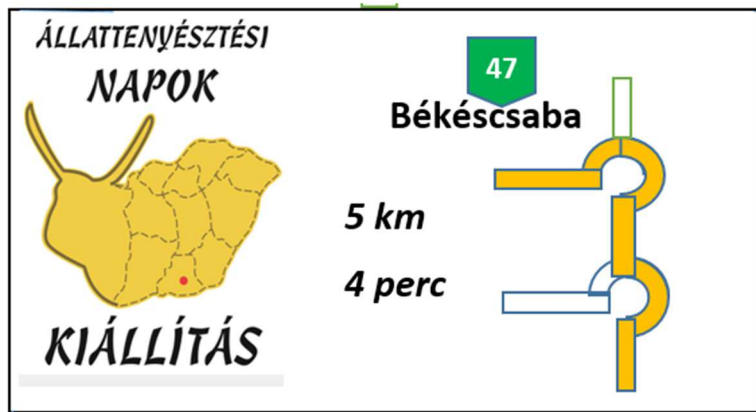 ÁLLATTENYÉSZTÉSI
NAPOK
KIÁLLÍTÁS
47
Békéscsaba
5 km
4 perc